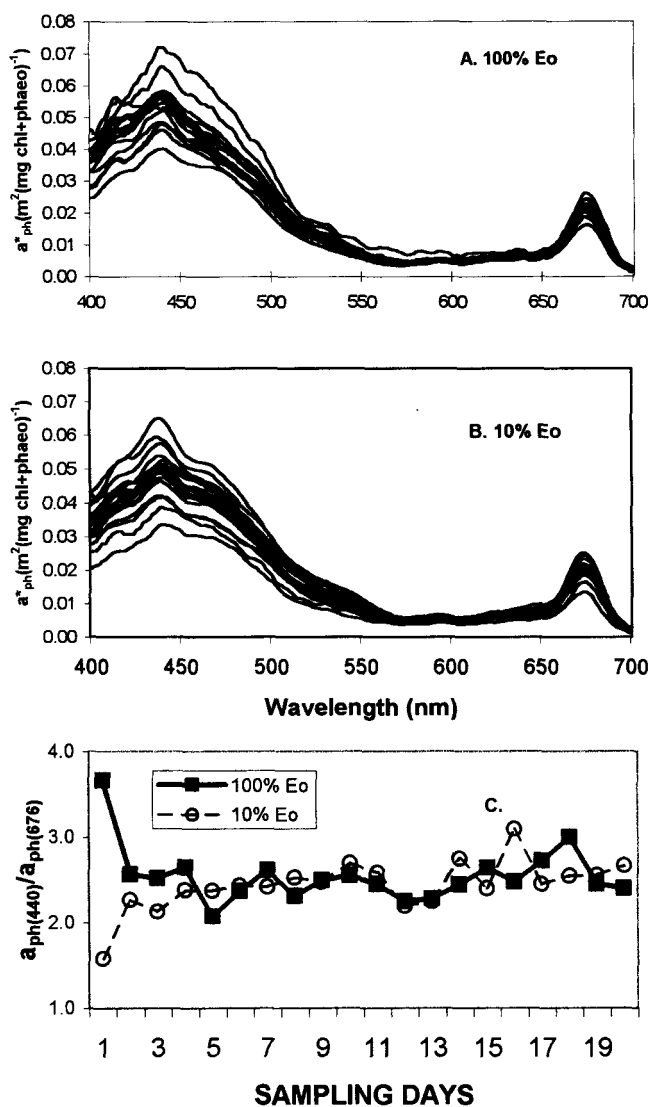 0.08
0.07
0.06
0.05
0.04
0.03
0.02
0.01
0.00
a*ph(m²(mg chl+phaeo)⁻¹)
A. 100% Eo
400 450 500 550 600 650 700
0.08
0.07
0.06
0.05
0.04
0.03
0.02
0.01
0.00
a*ph(m²(mg chl+phaeo)⁻¹)
B. 10% Eo
400 450 500 550 600 650 700
Wavelength (nm)
4.0
3.0
2.0
1.0
aph(440)/aph(676)
100% Eo
10% Eo
C.
1 3 5 7 9 11 13 15 17 19
SAMPLING DAYS